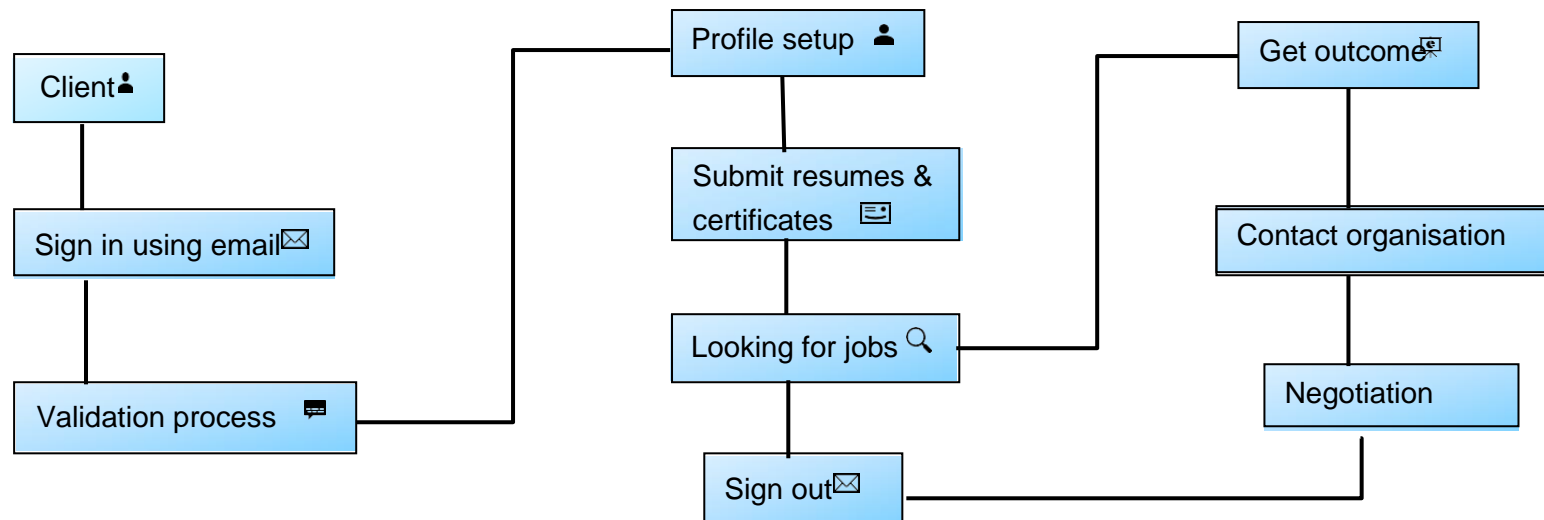 Client
Sign in using email
Validation process
Profile setup
Submit resumes &
certificates
Looking for jobs
Sign out
Get outcome
Contact organisation
Negotiation